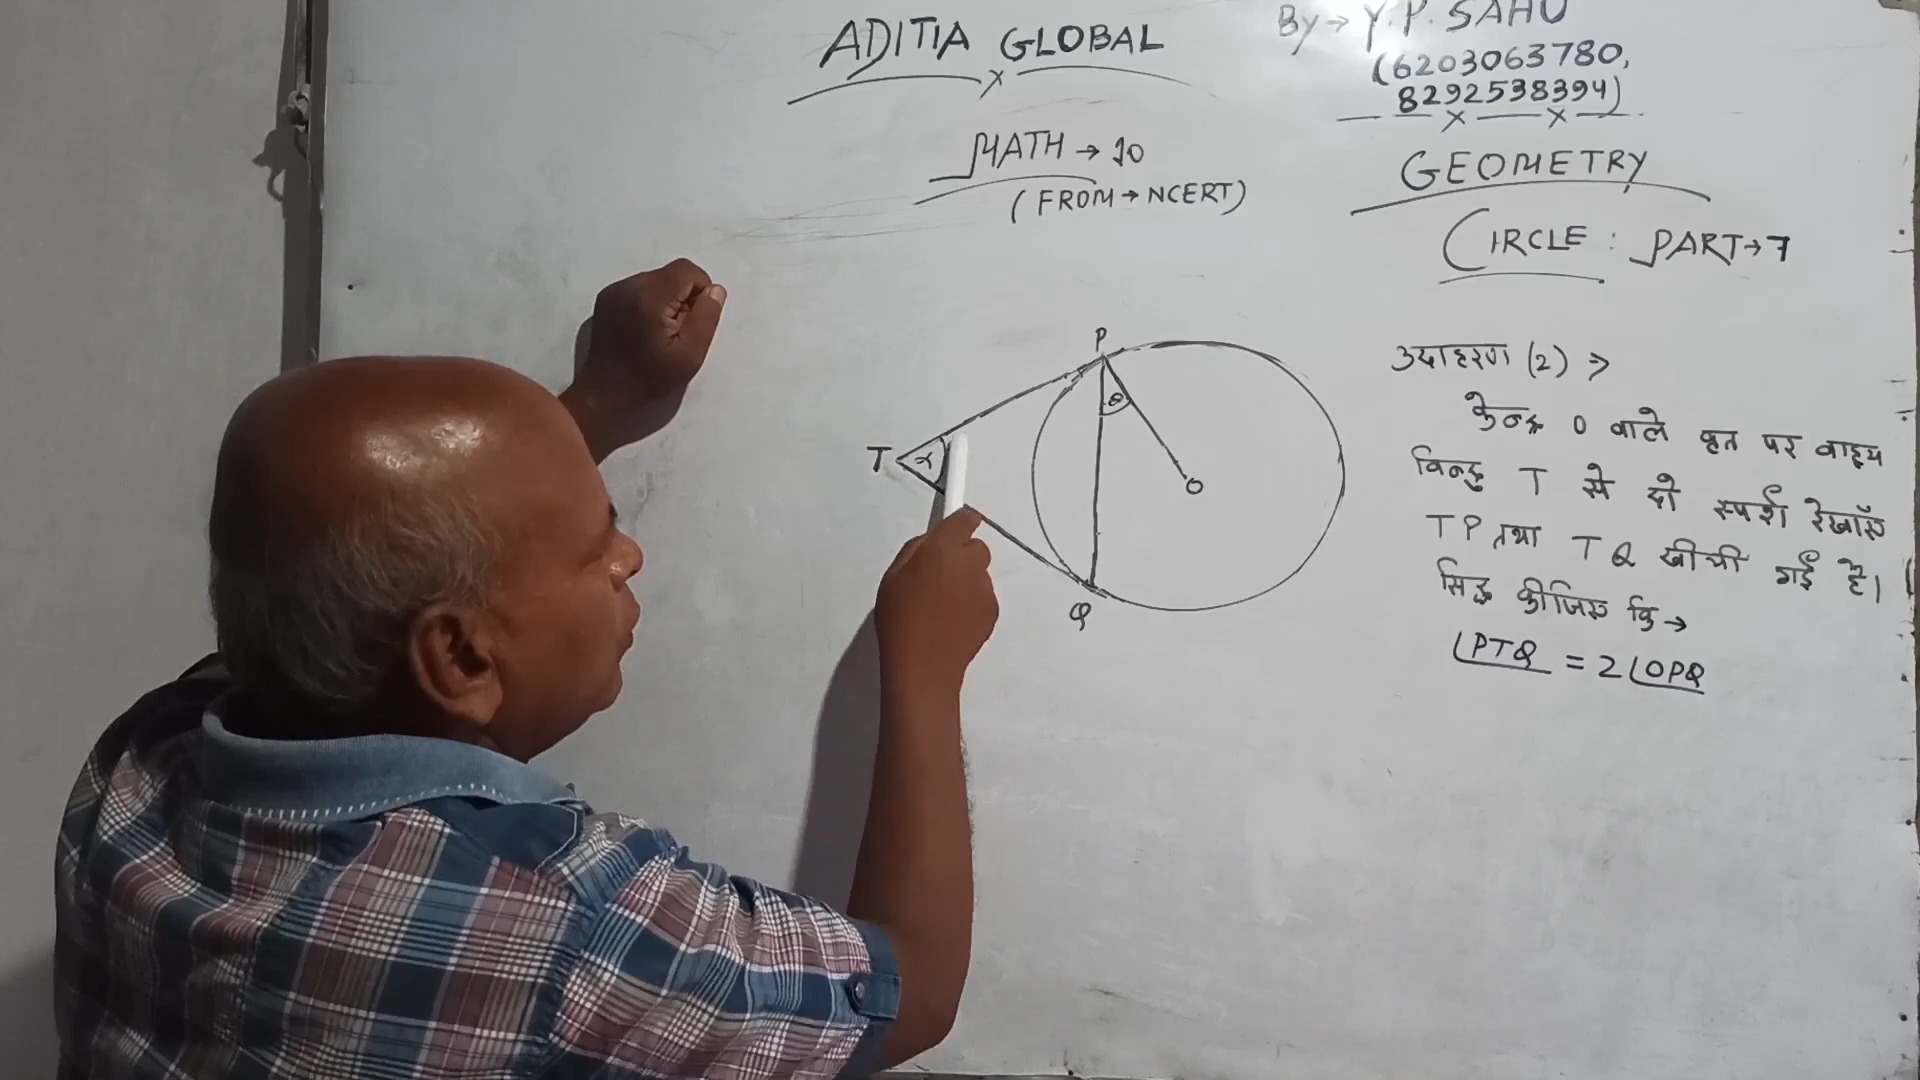 ADITIA GLOBAL
By → Y. P. SAHU
(6203063780,
8292538394)
MATH → 10
(FROM → NCERT)
GEOMETRY
CIRCLE : PART → 7
P
θ
T
α
O
Q
उदाहरण (2) ⇒
केन्द्र O वाले वृत पर वाह्य
विन्दु T से दो स्पर्श रेखाएँ
TP तथा TQ खीची गई है।
सिद्ध कीजिए कि →
∠PTQ = 2∠OPQ